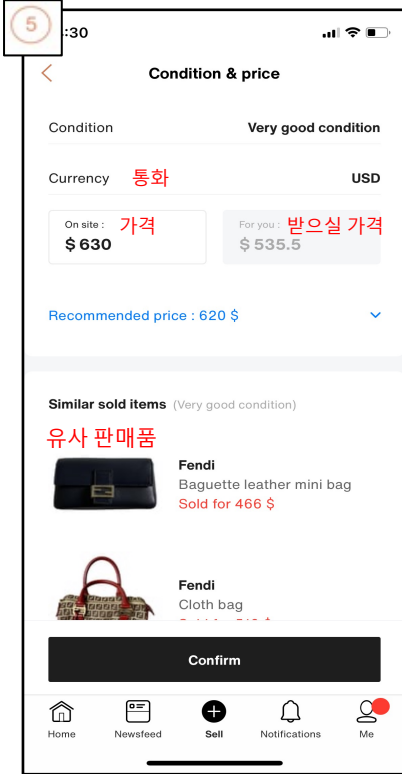 5
:30
Condition & price
Condition Very good condition
Currency 통화 USD
On site : 가격 For you : 받으실 가격
$ 630 $ 535.5
Recommended price : 620 $
Similar sold items (Very good condition)
유사 판매품
Fendi
Baguette leather mini bag
Sold for 466 $
Fendi
Cloth bag
Confirm
Home Newsfeed Sell Notifications Me